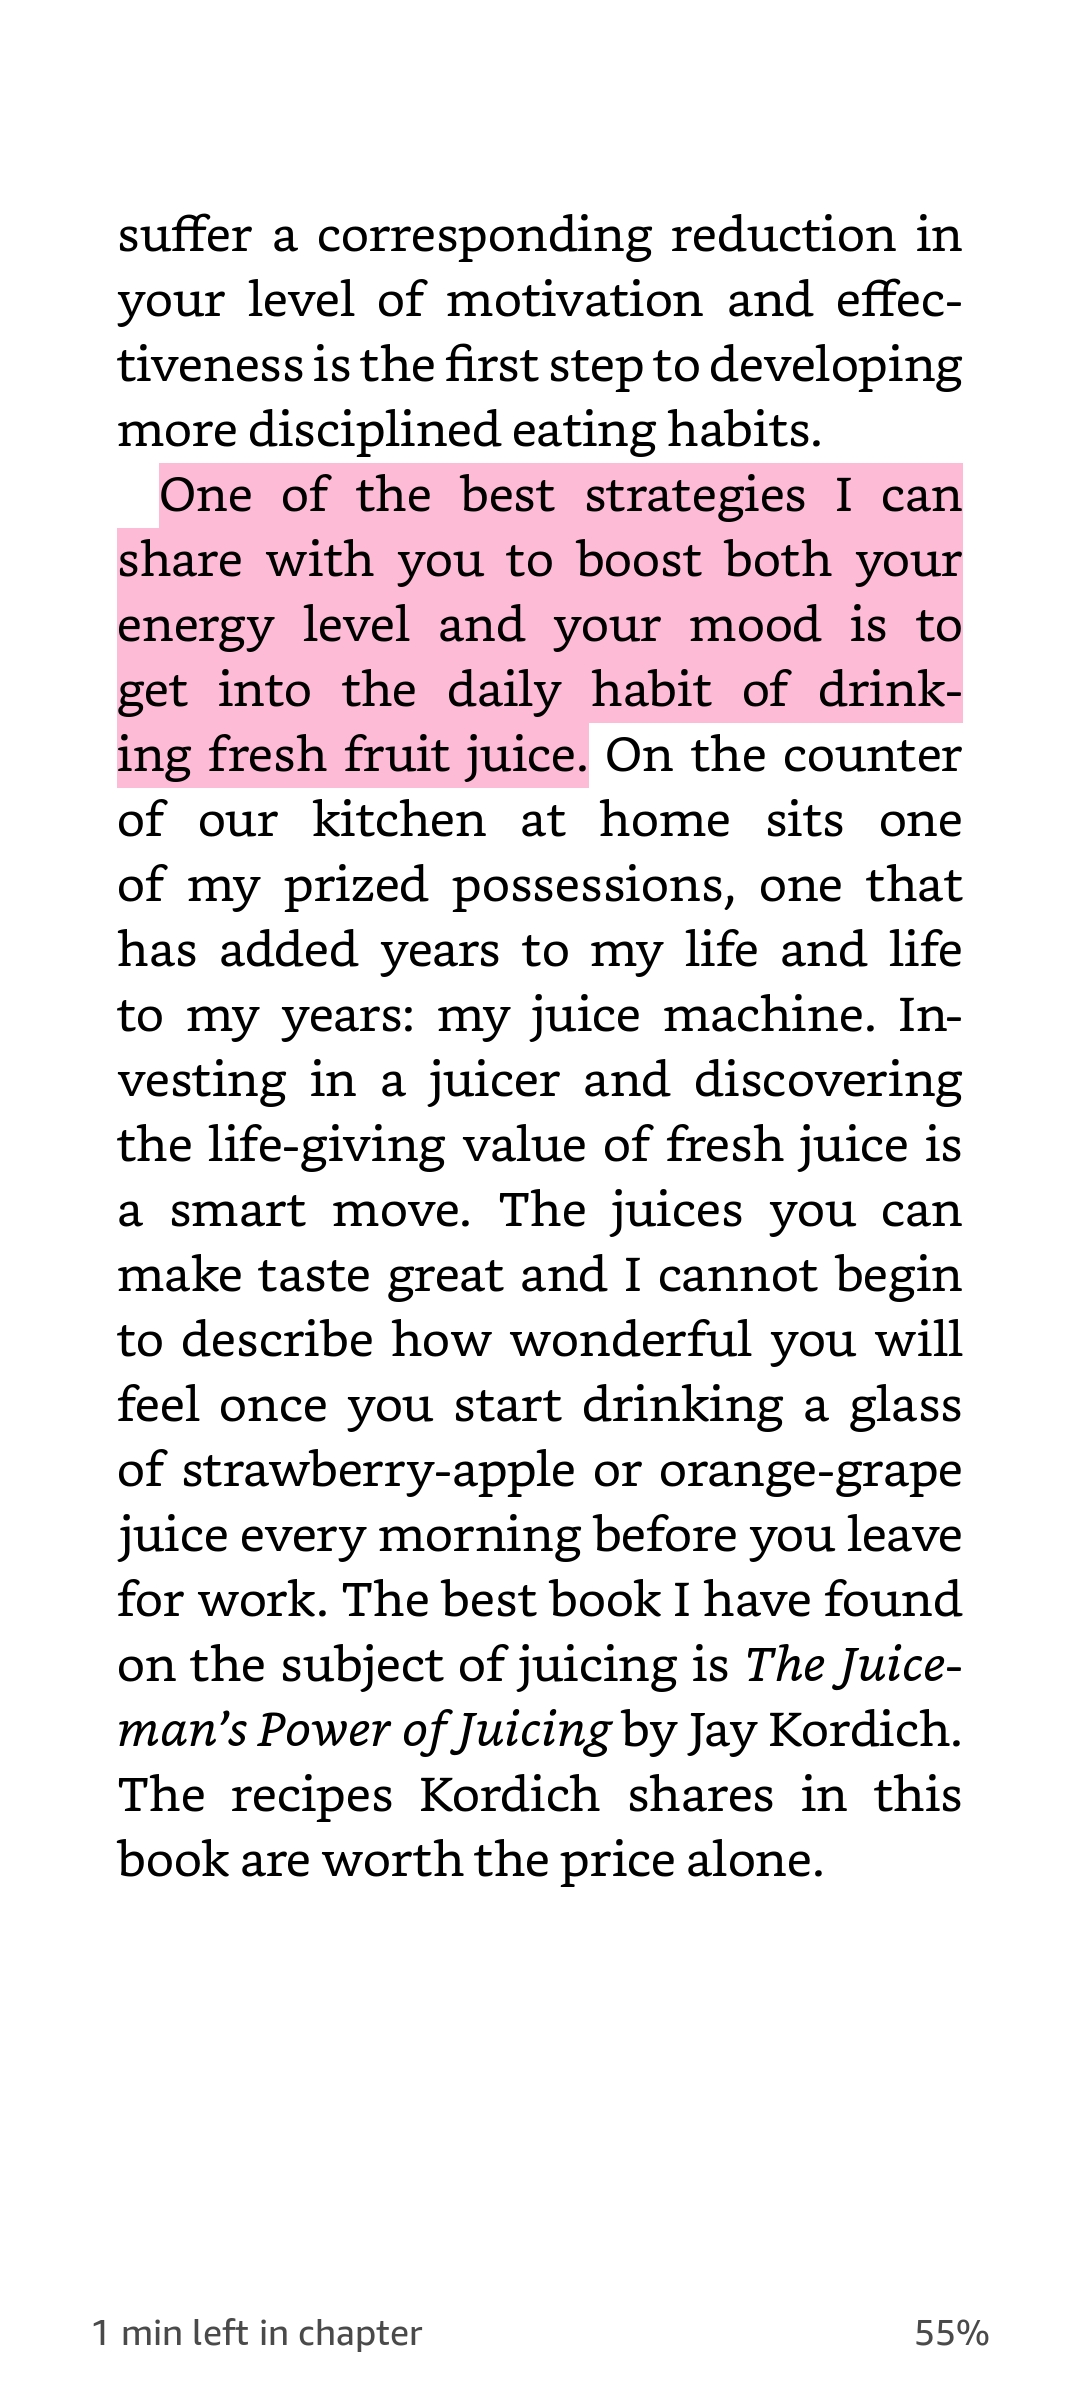 suffer a corresponding reduction in
your level of motivation and effec-
tiveness is the first step to developing
more disciplined eating habits.
One of the best strategies I can
share with you to boost both your
energy level and your mood is to
get into the daily habit of drink-
ing fresh fruit juice. On the counter
of our kitchen at home sits one
of my prized possessions, one that
has added years to my life and life
to my years: my juice machine. In-
vesting in a juicer and discovering
the life-giving value of fresh juice is
a smart move. The juices you can
make taste great and I cannot begin
to describe how wonderful you will
feel once you start drinking a glass
of strawberry-apple or orange-grape
juice every morning before you leave
for work. The best book I have found
on the subject of juicing is The Juice-
man’s Power of Juicing by Jay Kordich.
The recipes Kordich shares in this
book are worth the price alone.
1 min left in chapter
55%